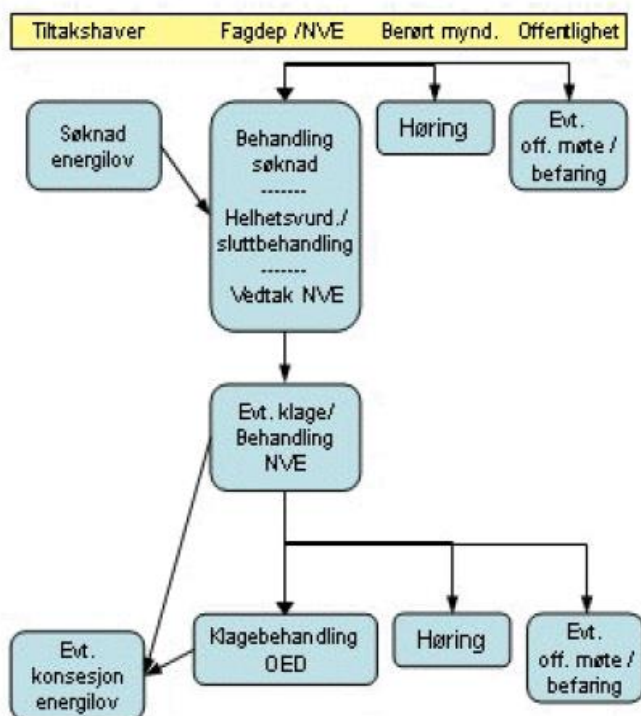 Tiltakshaver Fagdep /NVE Berørt mynd. Offentlighet
Søknad
energilov
Behandling
søknad
-------
Helhetsvurd./
sluttbehandling
-------
Vedtak NVE
Høring
Evt.
off. møte /
befaring
Evt. klage/
Behandling
NVE
Evt.
konsesjon
energilov
Klagebehandling
OED
Høring
Evt.
off. møte /
befaring